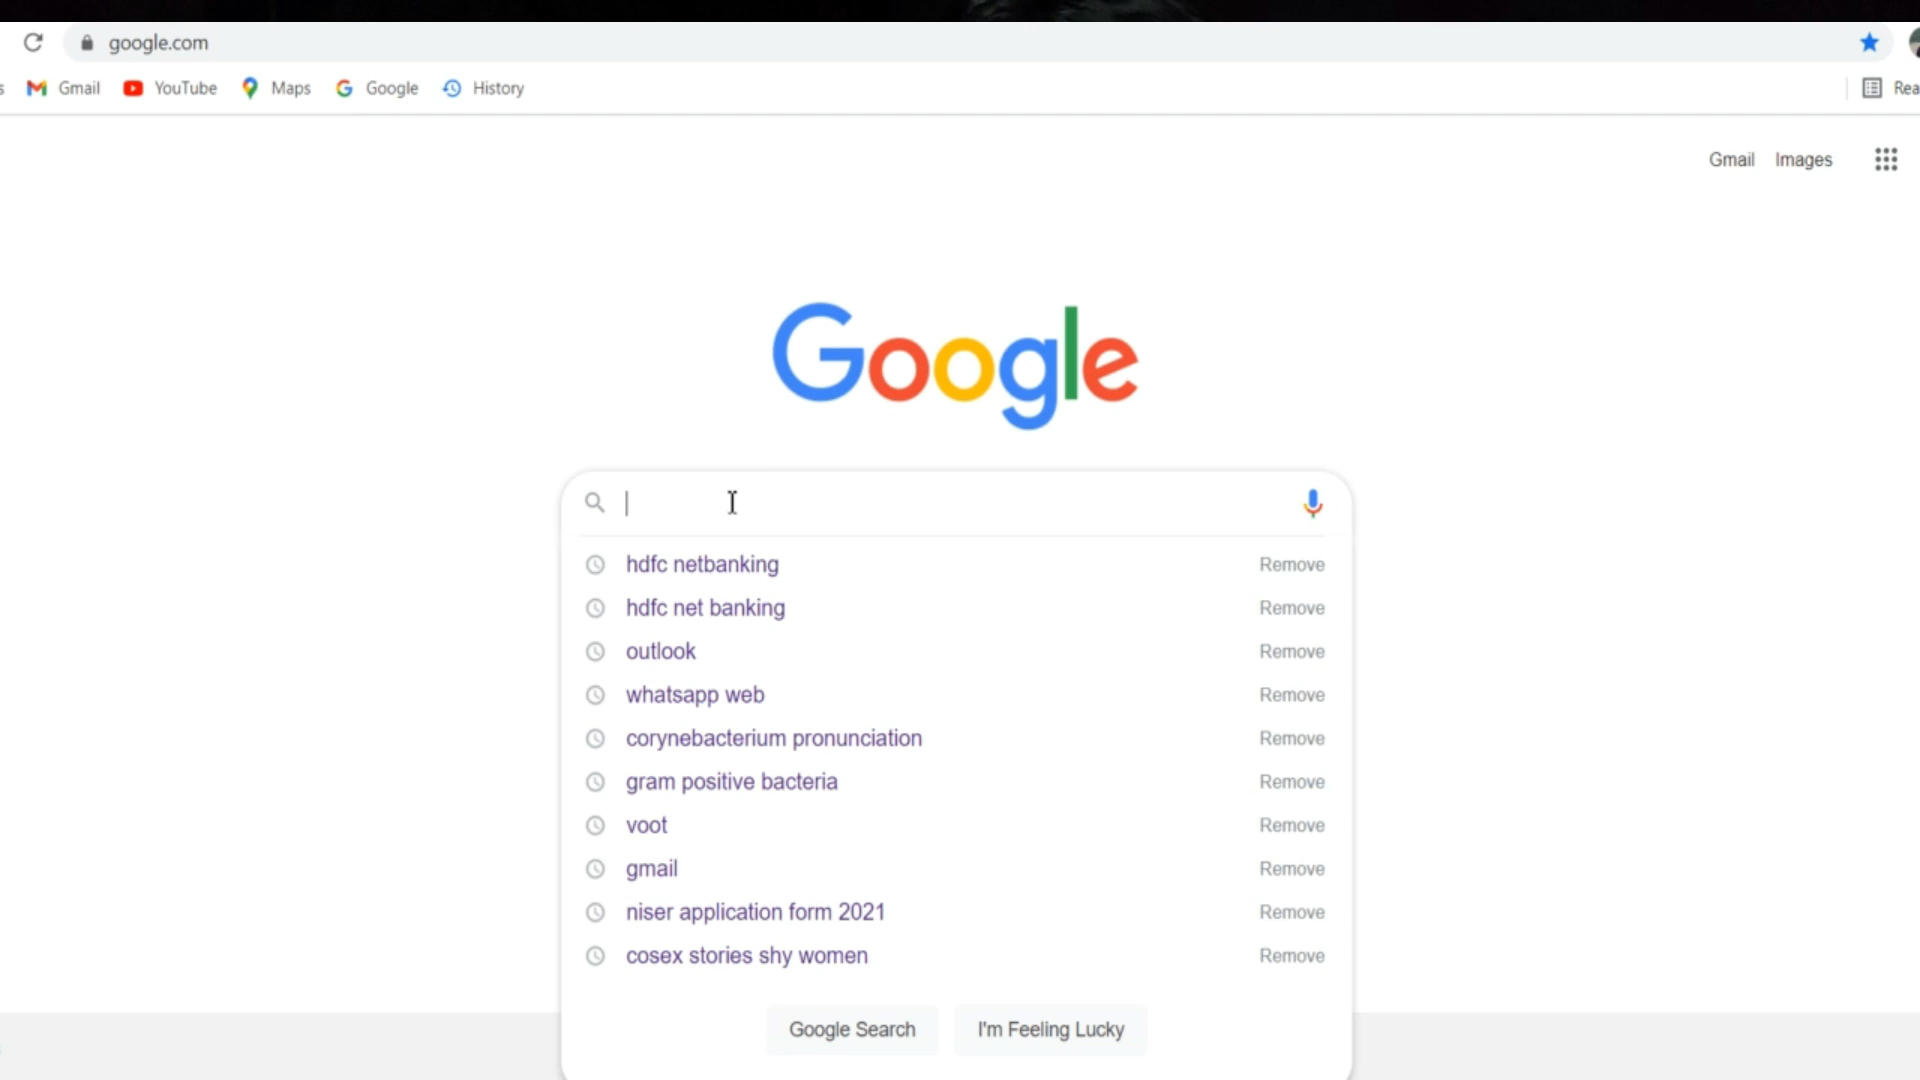 google.com
Gmail YouTube Maps Google History
Gmail Images
Google
hdfc netbanking Remove
hdfc net banking Remove
outlook Remove
whatsapp web Remove
corynebacterium pronunciation Remove
gram positive bacteria Remove
voot Remove
gmail Remove
niser application form 2021 Remove
cosex stories shy women Remove
Google Search I'm Feeling Lucky